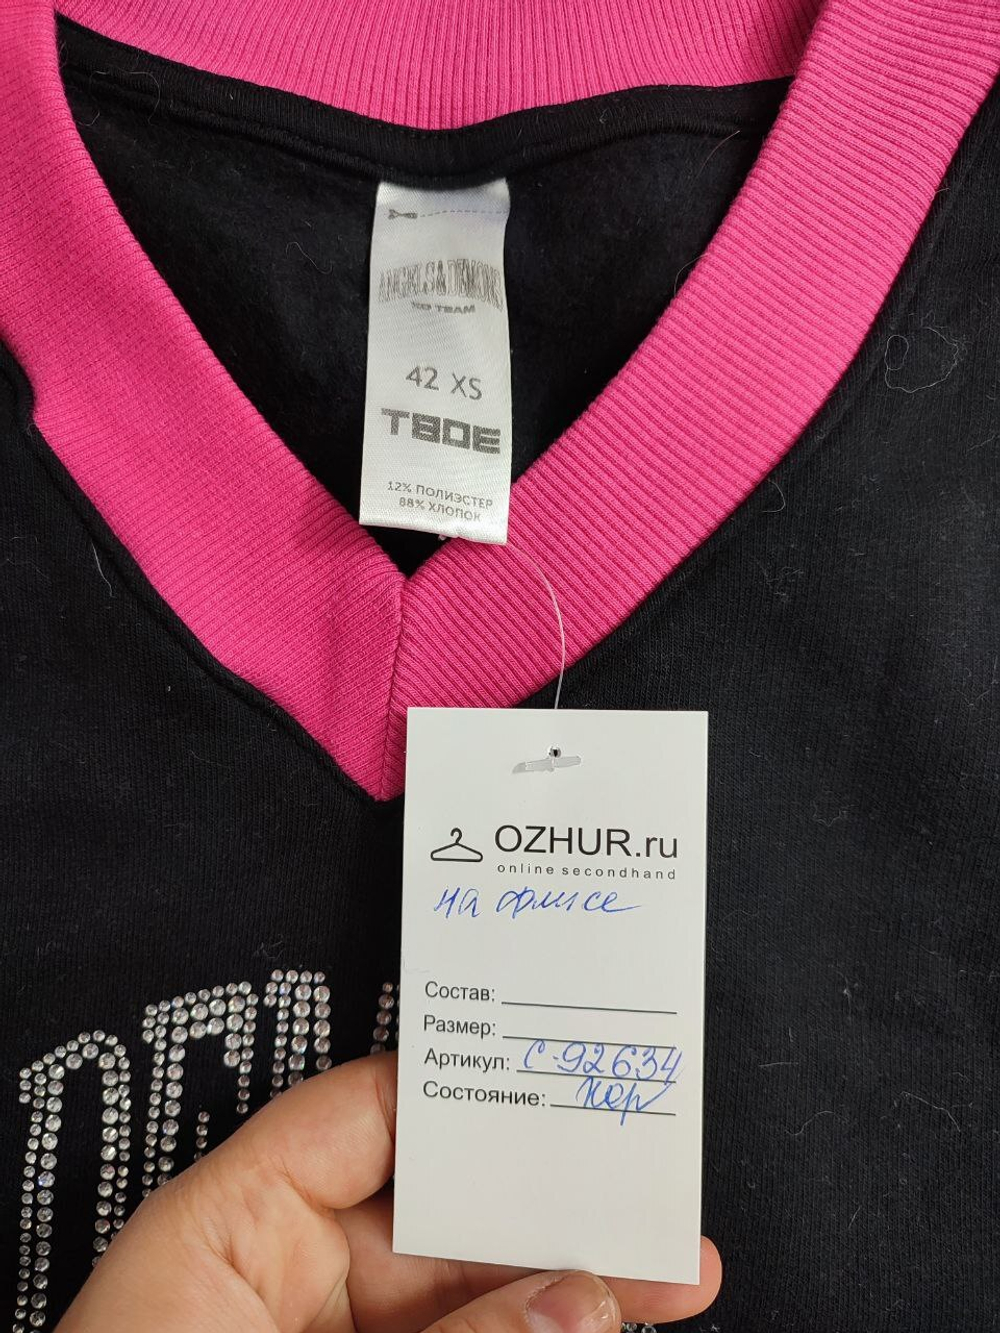 ANGELS&DEMONS
XO TEAM
42 XS
ТВОЕ
12% ПОЛИЭСТЕР
88% ХЛОПОК
OZHUR.ru
online secondhand
на флисе
Состав:
Размер:
Артикул: С-92634
Состояние: хор